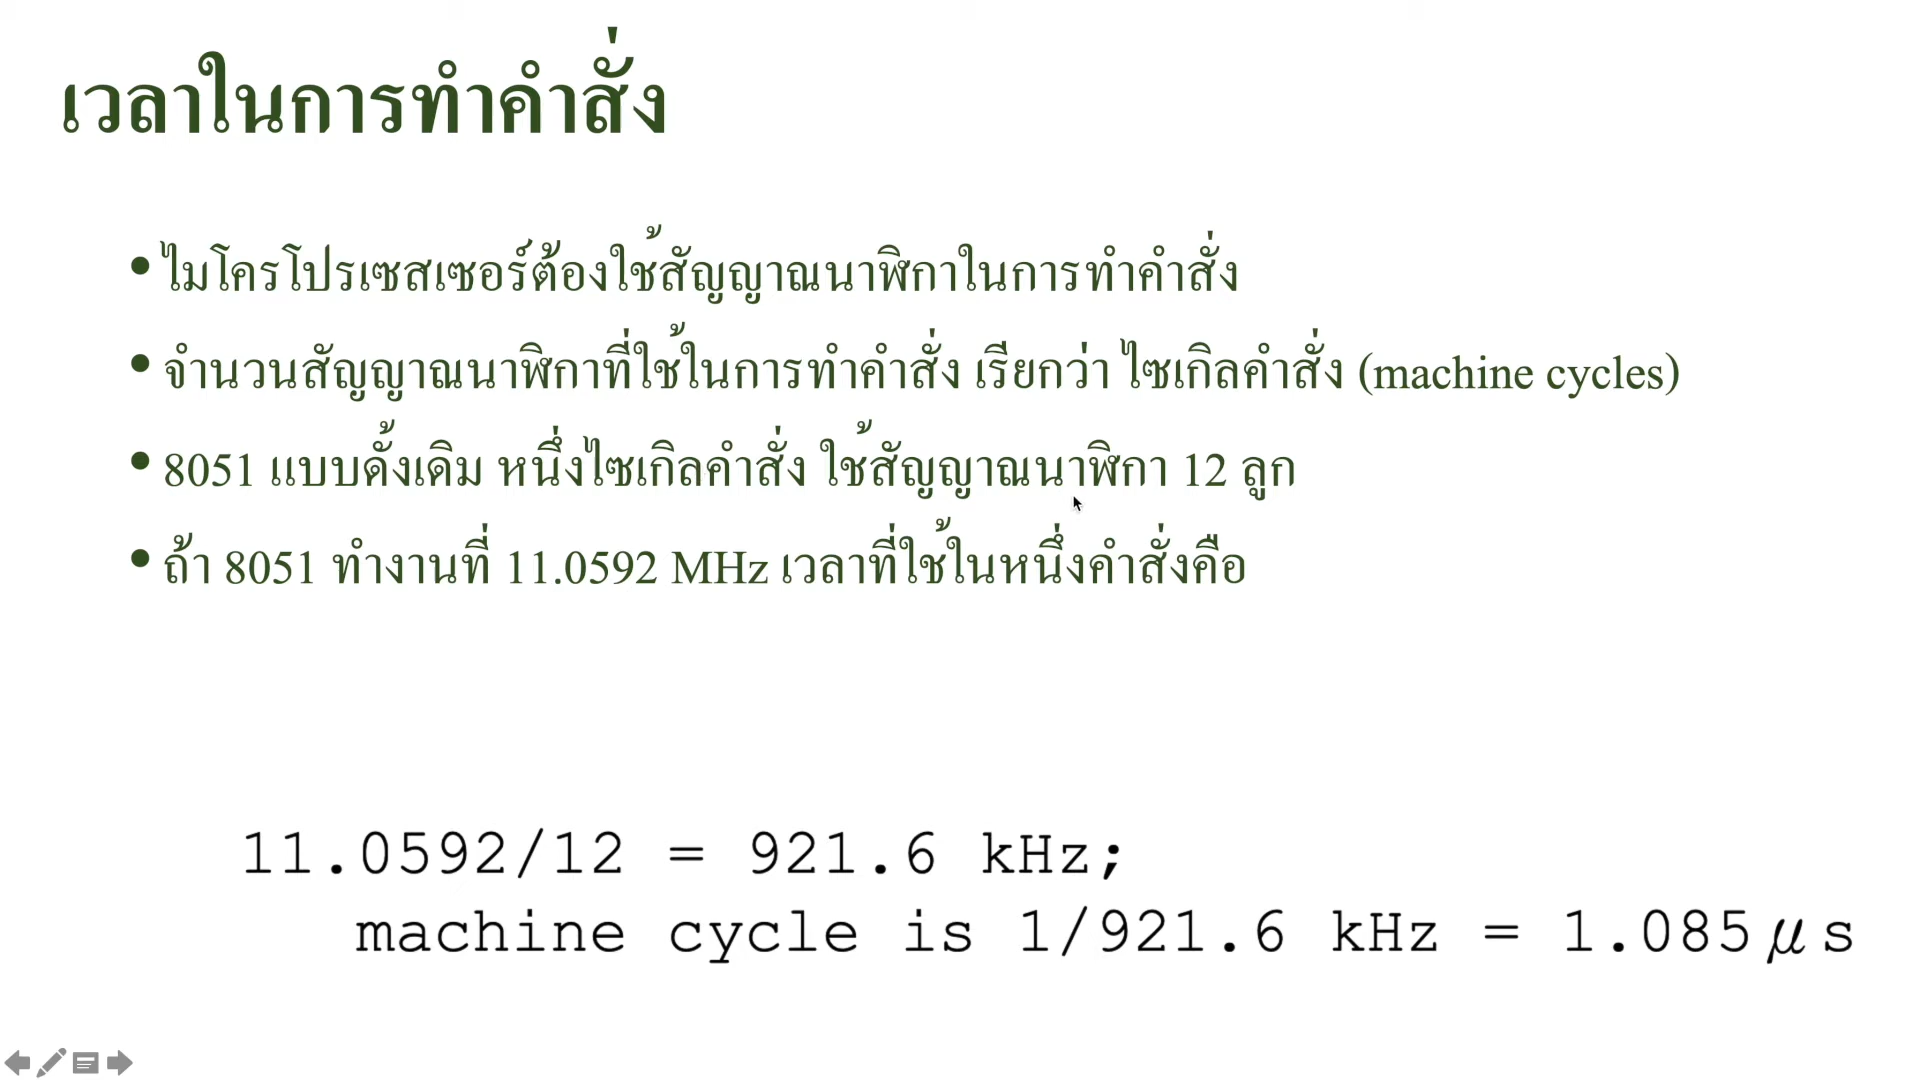 เวลาในการทำคำสั่ง
• ไมโครโปรเซสเซอร์ต้องใช้สัญญาณนาฬิกาในการทำคำสั่ง
• จำนวนสัญญาณนาฬิกาที่ใช้ในการทำคำสั่ง เรียกว่า ไซเกิลคำสั่ง (machine cycles)
• 8051 แบบดั้งเดิม หนึ่งไซเกิลคำสั่ง ใช้สัญญาณนาฬิกา 12 ลูก
• ถ้า 8051 ทำงานที่ 11.0592 MHz เวลาที่ใช้ในหนึ่งคำสั่งคือ
11.0592/12 = 921.6 kHz;
machine cycle is 1/921.6 kHz = 1.085μs